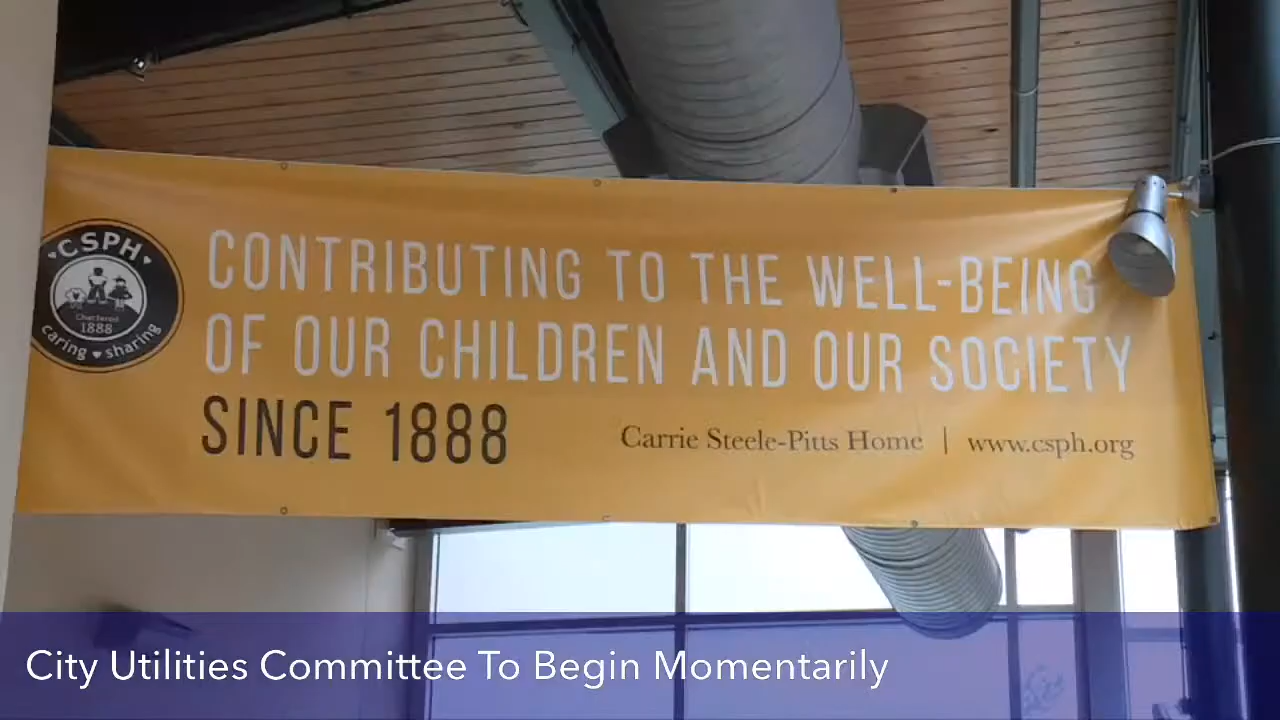 CSPH
Chartered
1888
caring ♥ sharing
CONTRIBUTING TO THE WELL-BEING
OF OUR CHILDREN AND OUR SOCIETY
SINCE 1888
Carrie Steele-Pitts Home | www.csph.org
City Utilities Committee To Begin Momentarily